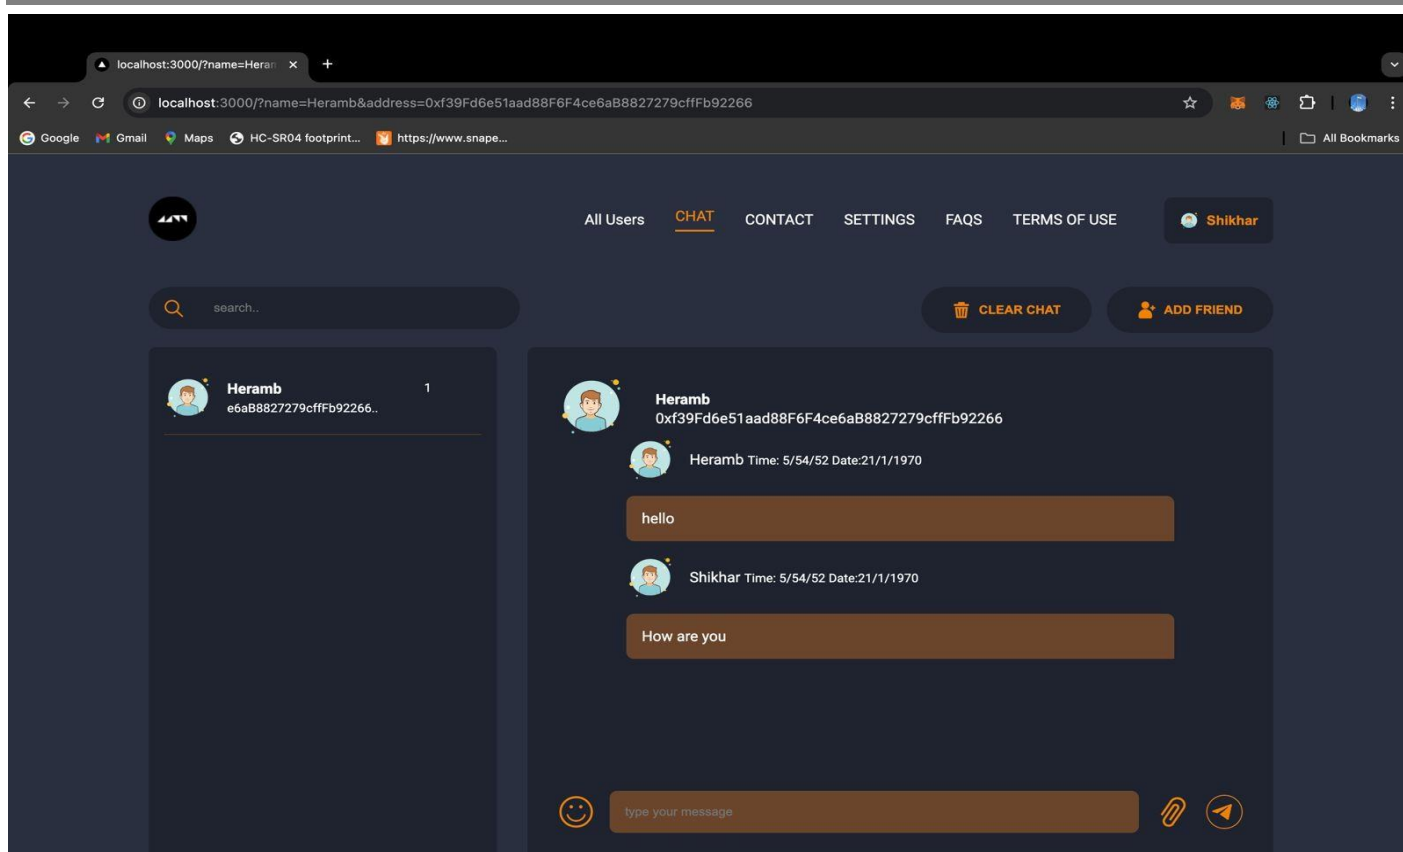 localhost:3000/?name=Heram
localhost:3000/?name=Heramb&address=0xf39Fd6e51aad88F6F4ce6aB8827279cffFb92266
Google Gmail Maps HC-SR04 footprint... https://www.snape... All Bookmarks
All Users CHAT CONTACT SETTINGS FAQS TERMS OF USE Shikhar
search.. CLEAR CHAT ADD FRIEND
Heramb 1
e6aB8827279cffFb92266..
Heramb
0xf39Fd6e51aad88F6F4ce6aB8827279cffFb92266
Heramb Time: 5/54/52 Date:21/1/1970
hello
Shikhar Time: 5/54/52 Date:21/1/1970
How are you
type your message